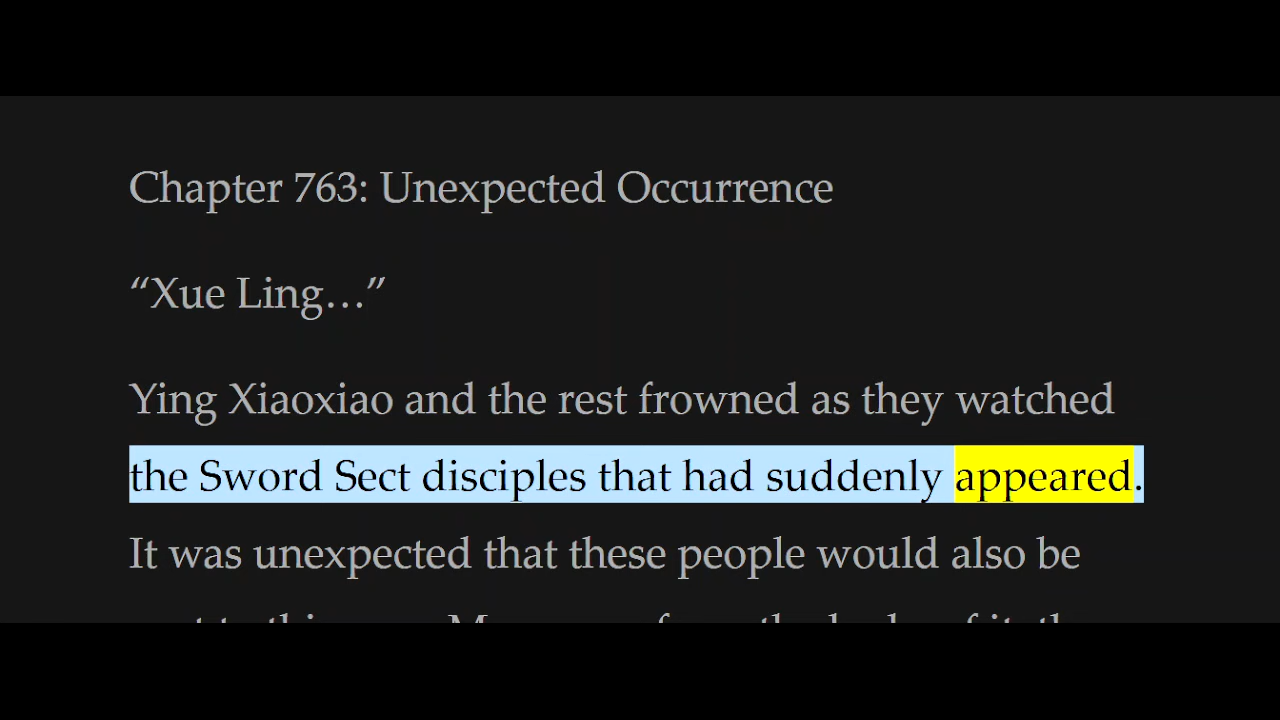 Chapter 763: Unexpected Occurrence
“Xue Ling…”
Ying Xiaoxiao and the rest frowned as they watched
the Sword Sect disciples that had suddenly appeared.
It was unexpected that these people would also be